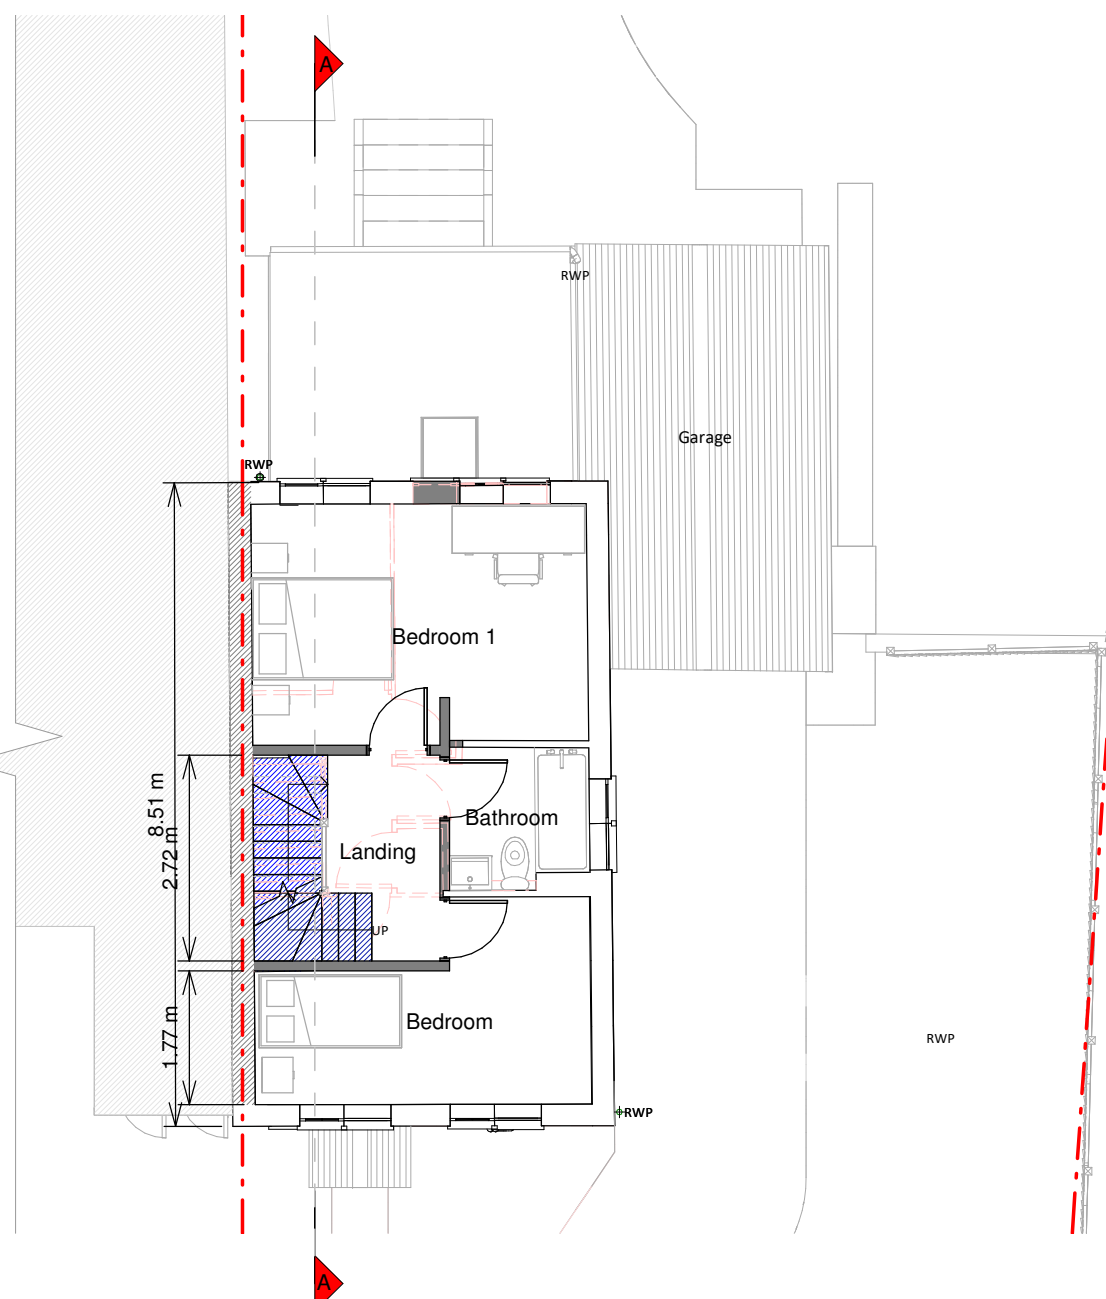 A
RWP
Garage
RWP
Bedroom 1
8.51 m
2.72 m
Bathroom
Landing
UP
1.77 m
Bedroom
RWP
RWP
A